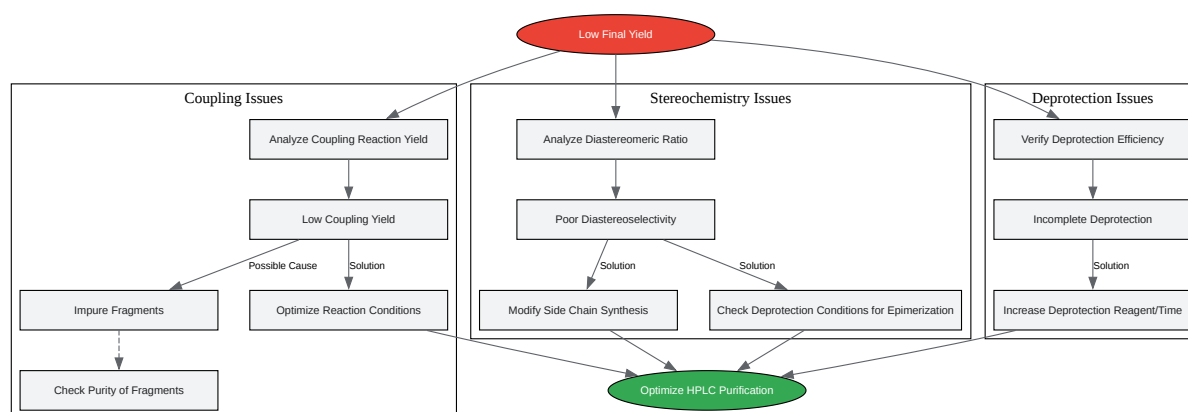 Low Final Yield
Coupling Issues
Stereochemistry Issues
Deprotection Issues
Analyze Coupling Reaction Yield
Analyze Diastereomeric Ratio
Verify Deprotection Efficiency
Low Coupling Yield
Poor Diastereoselectivity
Incomplete Deprotection
Possible Cause
Solution
Solution
Solution
Solution
Impure Fragments
Optimize Reaction Conditions
Modify Side Chain Synthesis
Check Deprotection Conditions for Epimerization
Increase Deprotection Reagent/Time
Check Purity of Fragments
Optimize HPLC Purification